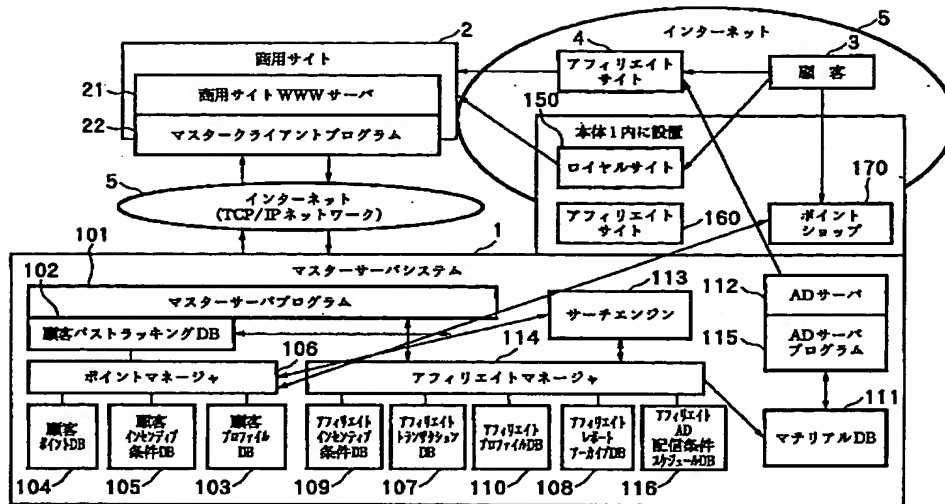 2
商用サイト
21
商用サイトWWWサーバ
22
マスタークライアントプログラム
5
インターネット
(TCP/IPネットワーク)
インターネット
5
4
アフィリエイト
サイト
3
顧客
本体1内に設置
150
ロイヤルサイト
アフィリエイト
サイト
160
170
ポイント
ショップ
1
マスターサーバシステム
101
マスターサーバプログラム
102
顧客パストラッキングDB
106
ポイントマネージャ
113
サーチエンジン
114
アフィリエイトマネージャ
112
ADサーバ
115
ADサーバ
プログラム
111
マテリアルDB
顧客
ポイントDB
104
顧客
インセンティブ
条件DB
105
顧客
プロファイルDB
103
アフィリエイト
インセンティブ
条件DB
109
アフィリエイト
トランザクションDB
107
アフィリエイト
プロファイルDB
110
アフィリエイト
レポート
アーカイブDB
108
アフィリエイト
AD
配信条件
スケジュールDB
116